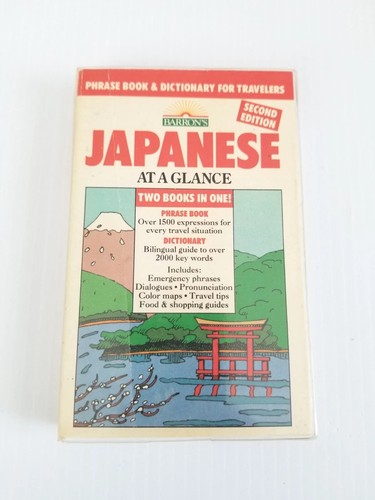 PHRASE BOOK & DICTIONARY FOR TRAVELERS
BARRON'S
SECOND
EDITION
JAPANESE
AT A GLANCE
TWO BOOKS IN ONE!
PHRASE BOOK
Over 1500 expressions for
every travel situation
DICTIONARY
Bilingual guide to over
2000 key words
Includes:
Emergency phrases
Dialogues • Pronunciation
Color maps • Travel tips
Food & shopping guides